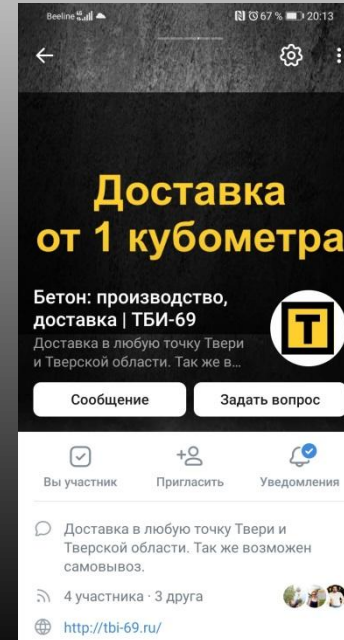 Beeline 67 % 20:13
Доставка
от 1 кубометра
Бетон: производство,
доставка | ТБИ-69
Доставка в любую точку Твери
и Тверской области. Так же в...
Т
Сообщение Задать вопрос
Вы участник Пригласить Уведомления
Доставка в любую точку Твери и
Тверской области. Так же возможен
самовывоз.
4 участника · 3 друга
http://tbi-69.ru/